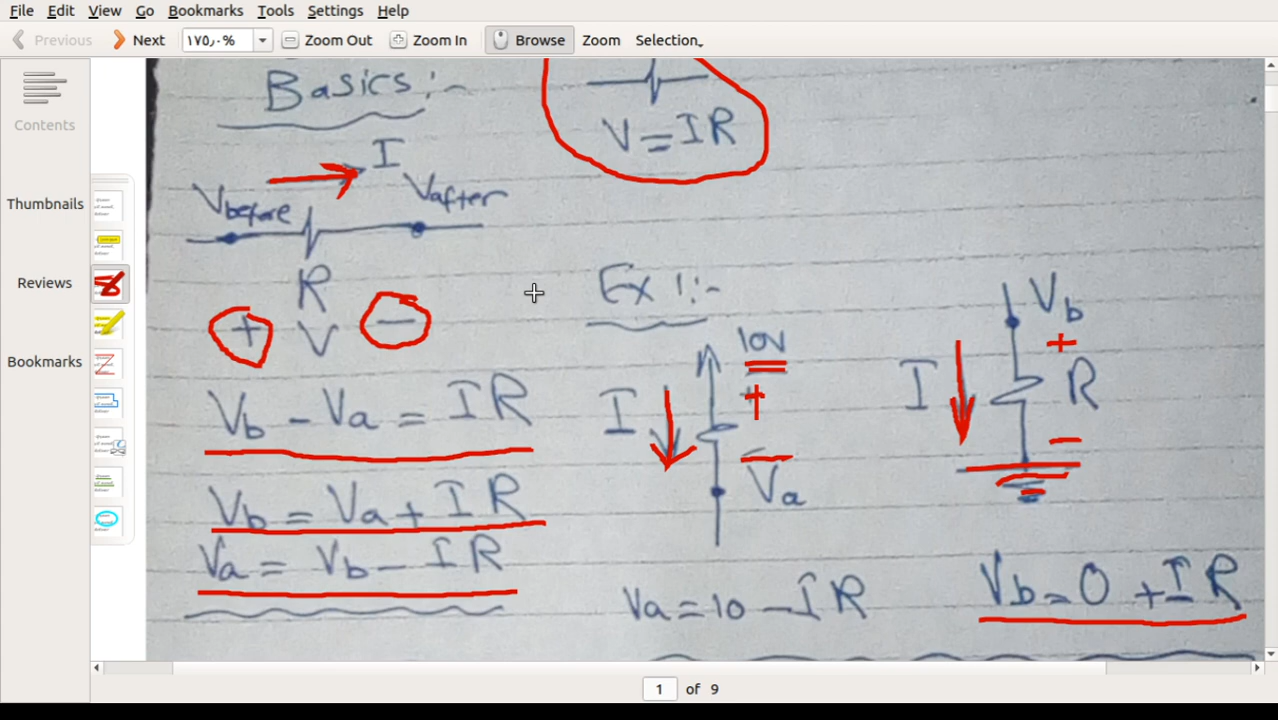 File Edit View Go Bookmarks Tools Settings Help
Previous Next ١٧٥٫٠% Zoom Out Zoom In Browse Zoom Selection
Contents
Thumbnails
Reviews
Bookmarks
Basics :-
V = IR
I
Vbefore Vafter
R
+ V -
Vb - Va = IR
Vb = Va + IR
Va = Vb - IR
Ex 1:-
10V
+
I
-
Va
Va = 10 - IR
Vb
+
I R
-
Vb = 0 + IR
1 of 9